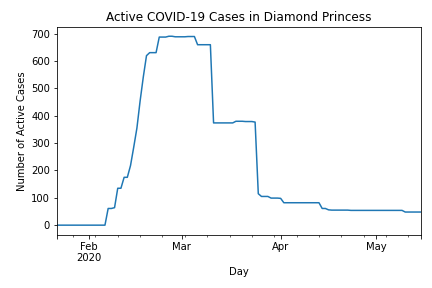 Active COVID-19 Cases in Diamond Princess
Number of Active Cases
700
600
500
400
300
200
100
0
Feb
2020
Mar
Apr
May
Day